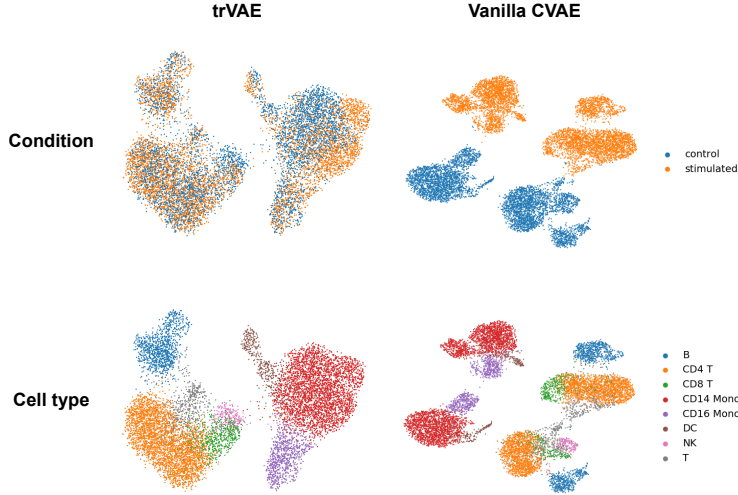 trVAE
Vanilla CVAE
Condition
control
stimulated
Cell type
B
CD4 T
CD8 T
CD14 Mono
CD16 Mono
DC
NK
T